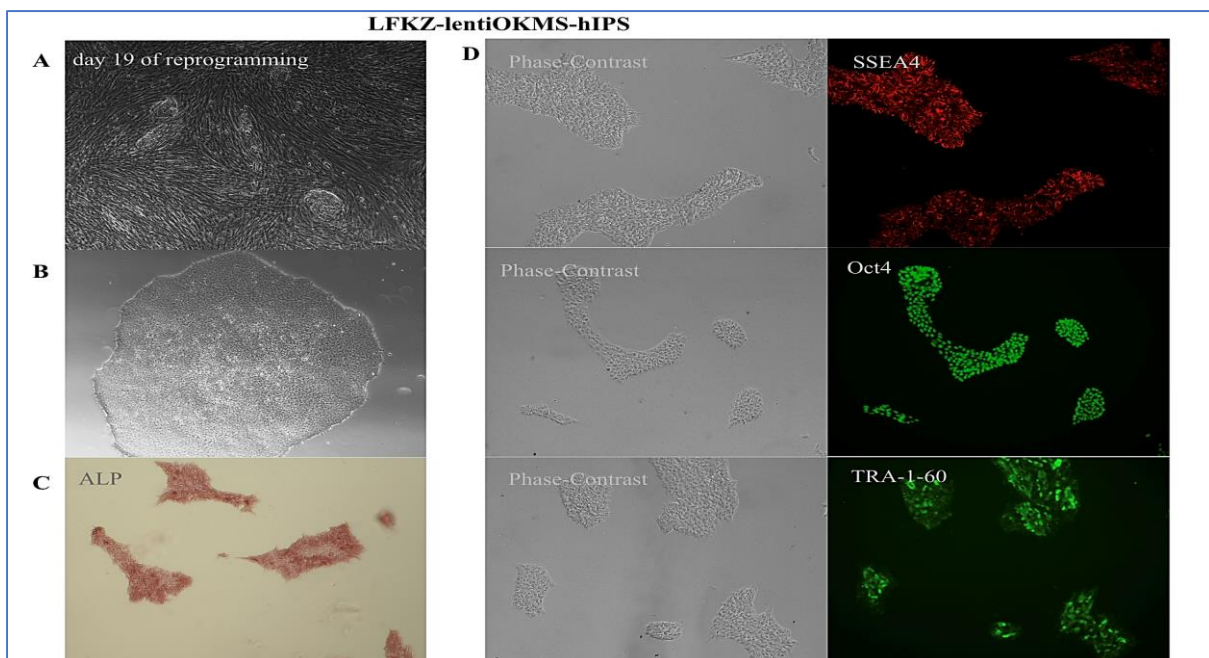 LFKZ-lentiOKMS-hIPS
A
day 19 of reprogramming
B
C
ALP
D
Phase-Contrast
SSEA4
Phase-Contrast
Oct4
Phase-Contrast
TRA-1-60